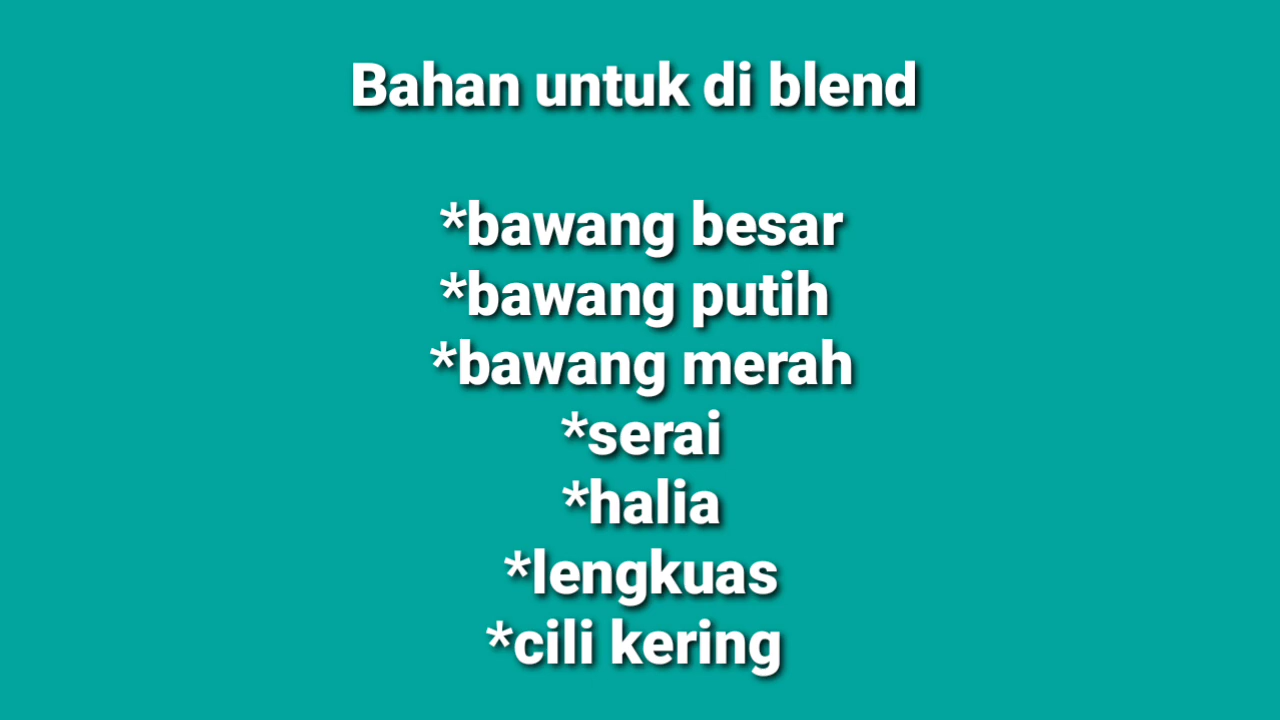 Bahan untuk di blend
*bawang besar
*bawang putih
*bawang merah
*serai
*halia
*lengkuas
*cili kering